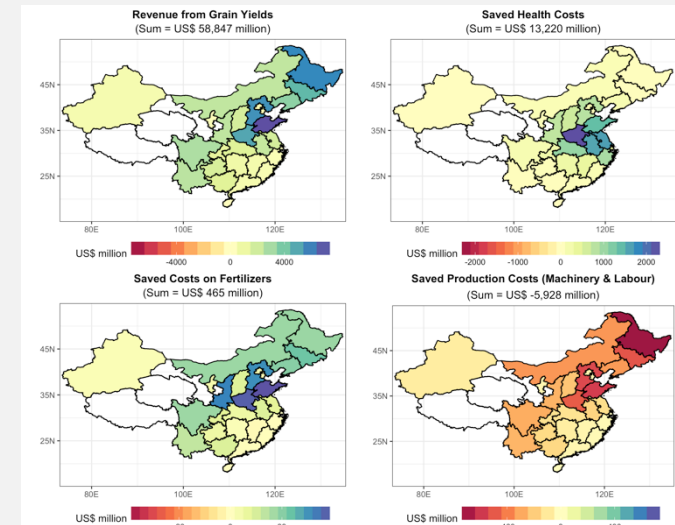 Revenue from Grain Yields
(Sum = US$ 58,847 million)
Saved Health Costs
(Sum = US$ 13,220 million)
45N
35N
25N
80E
100E
120E
45N
35N
25N
80E
100E
120E
US$ million
-4000
0
4000
US$ million
-2000
-1000
0
1000
2000
Saved Costs on Fertilizers
(Sum = US$ 465 million)
Saved Production Costs (Machinery & Labour)
(Sum = US$ -5,928 million)
45N
35N
25N
80E
100E
120E
45N
35N
25N
80E
100E
120E
US$ million
US$ million